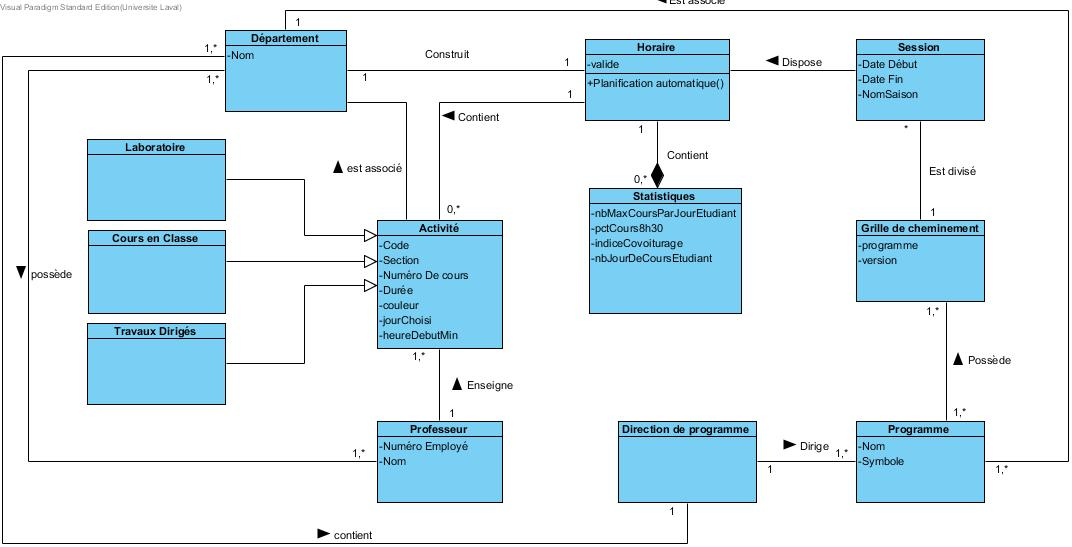 Visual Paradigm Standard Edition(Universite Laval)
Est associé
1
Département
-Nom
1,*
1,*
Construit
1
1
Horaire
-valide
+Planification automatique()
Dispose
Session
-Date Début
-Date Fin
-NomSaison
1
Contient
est associé
0,*
1
Contient
0,*
*
Est divisé
1
Laboratoire
Cours en Classe
Travaux Dirigés
possède
Activité
-Code
-Section
-Numéro De cours
-Durée
-couleur
-jourChoisi
-heureDebutMin
Statistiques
-nbMaxCoursParJourEtudiant
-pctCours8h30
-indiceCovoiturage
-nbJourDeCoursEtudiant
Grille de cheminement
-programme
-version
1,*
Enseigne
1
1,*
Possède
1,*
1,*
Professeur
-Numéro Employé
-Nom
Direction de programme
Dirige
1
1,*
Programme
-Nom
-Symbole
1,*
1
contient